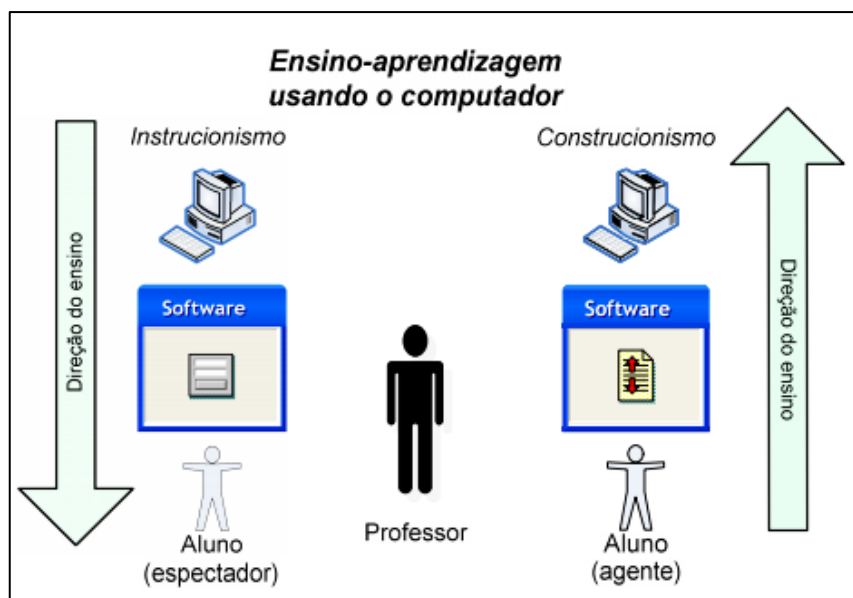 Ensino-aprendizagem
usando o computador
Instrucionismo
Construcionismo
Direção do ensino
Software
Software
Direção do ensino
Aluno
(espectador)
Professor
Aluno
(agente)